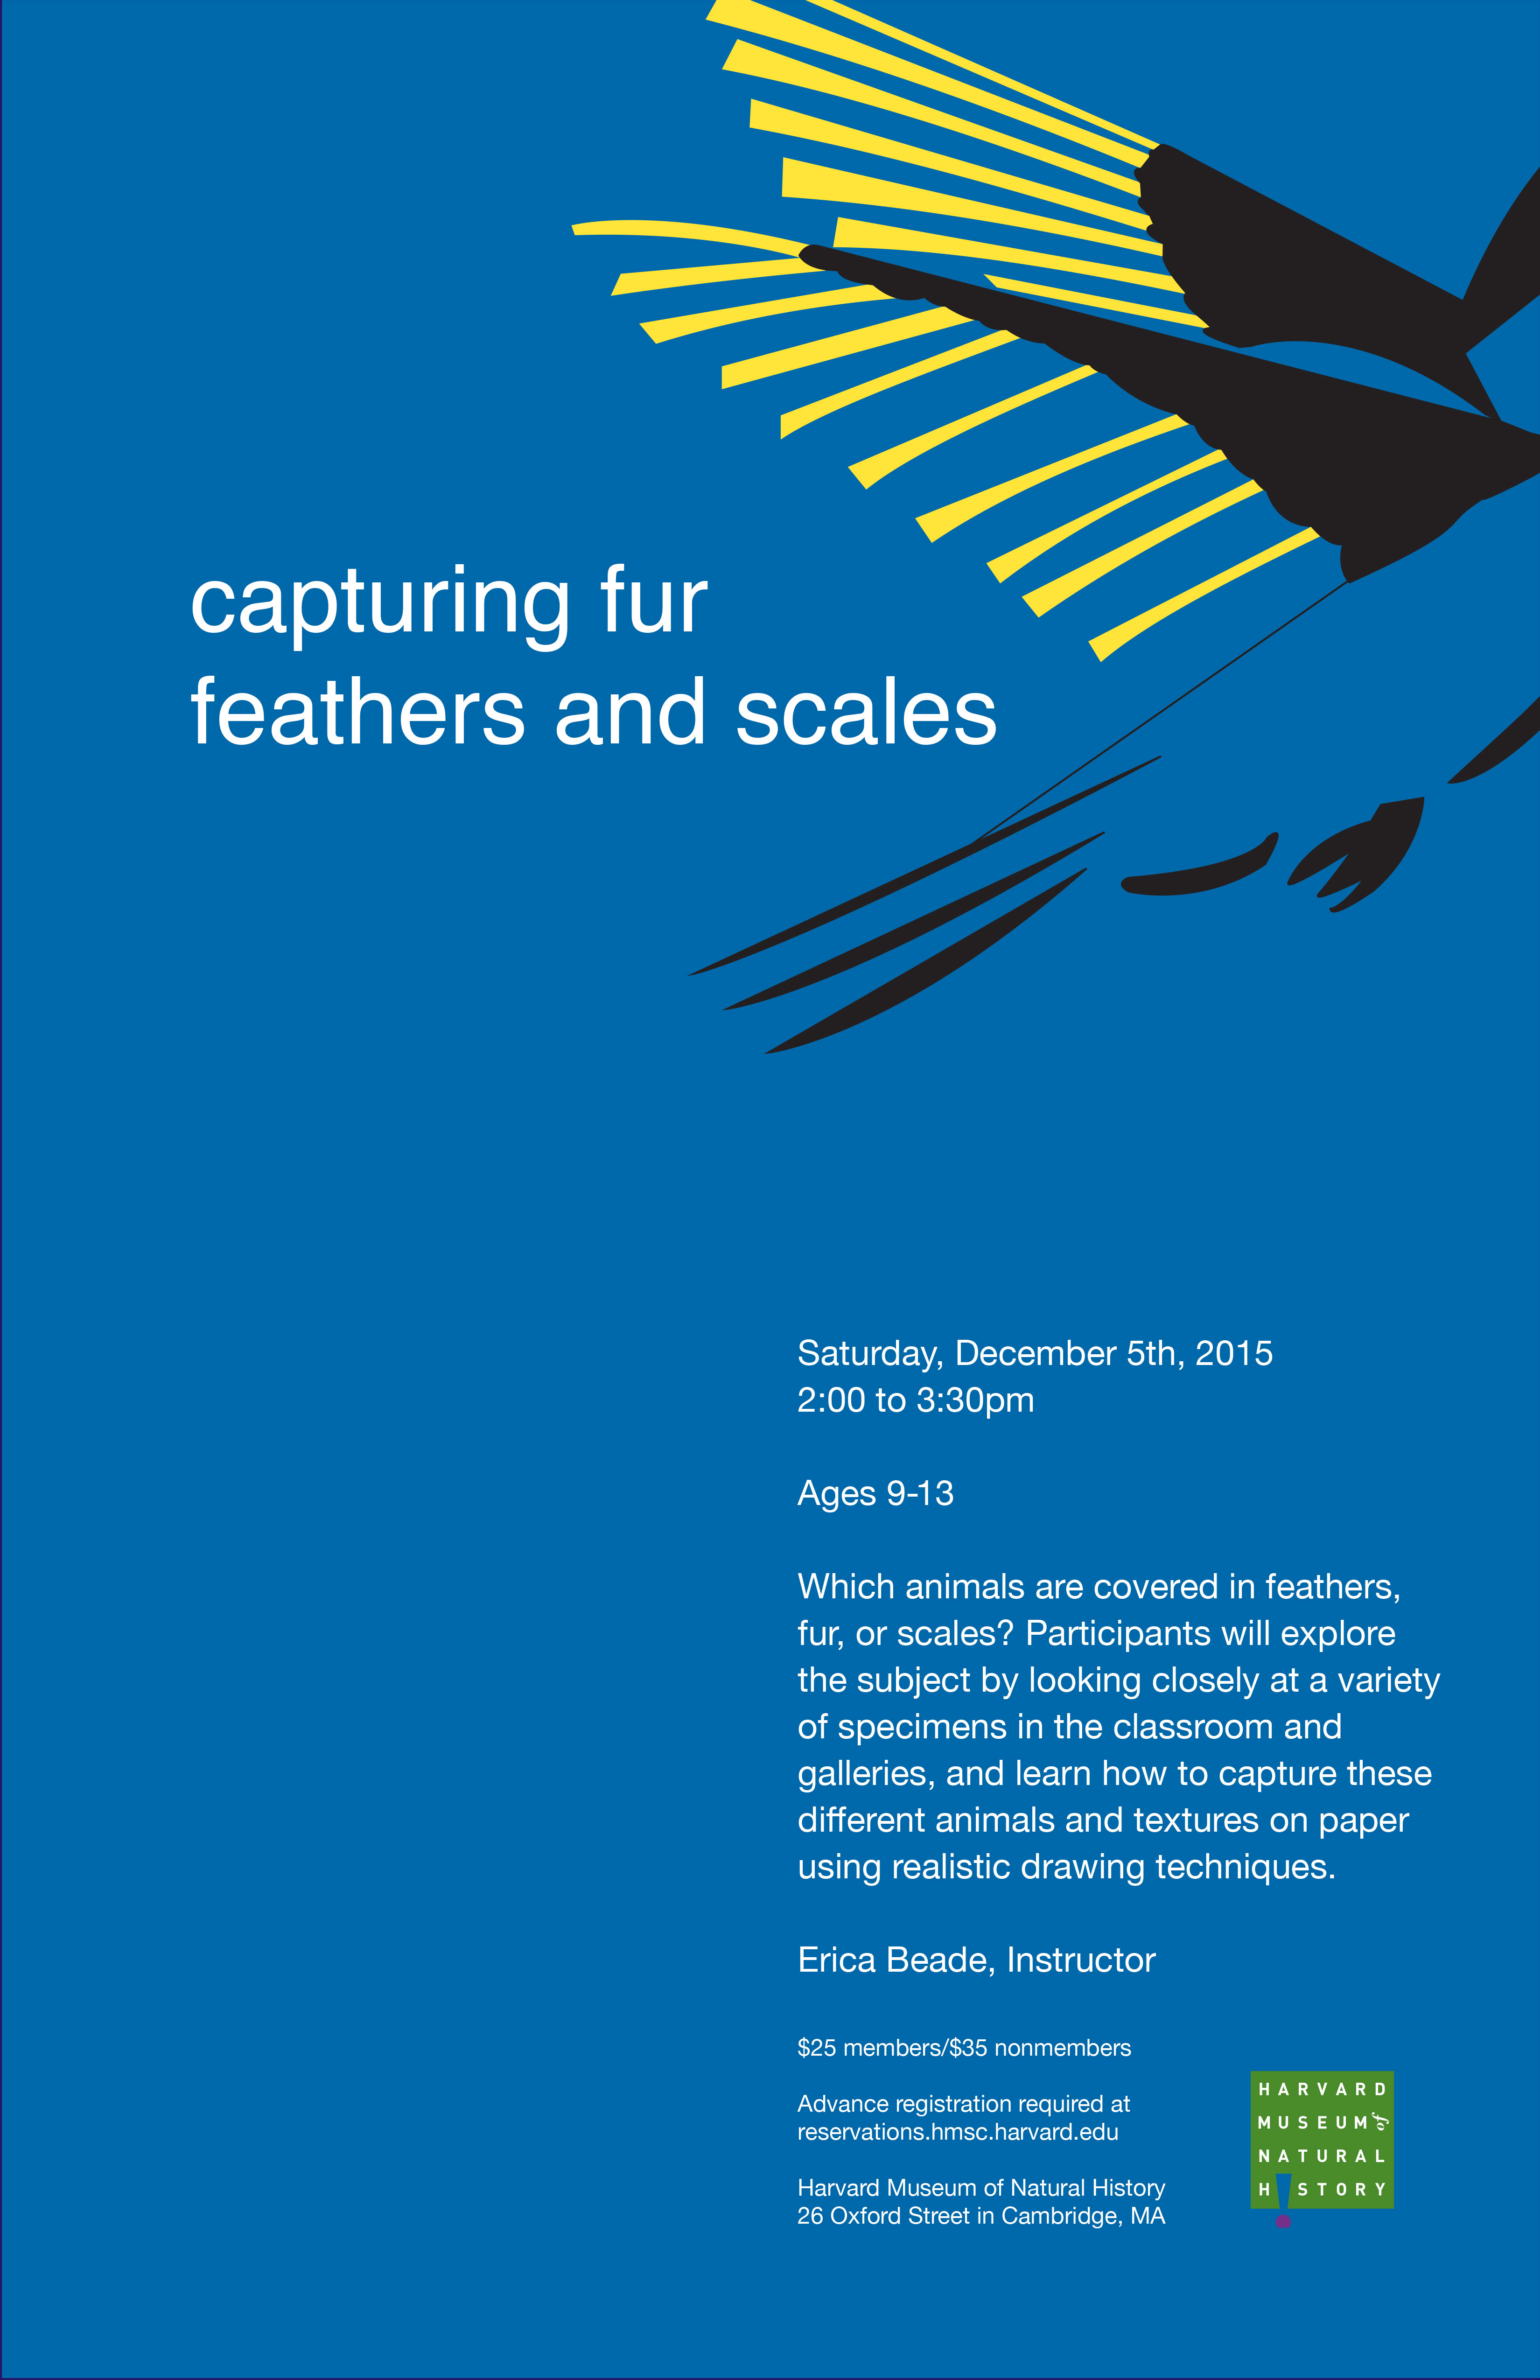 capturing fur
feathers and scales
Saturday, December 5th, 2015
2:00 to 3:30pm
Ages 9-13
Which animals are covered in feathers,
fur, or scales? Participants will explore
the subject by looking closely at a variety
of specimens in the classroom and
galleries, and learn how to capture these
different animals and textures on paper
using realistic drawing techniques.
Erica Beade, Instructor
$25 members/$35 nonmembers
Advance registration required at
reservations.hmsc.harvard.edu
Harvard Museum of Natural History
26 Oxford Street in Cambridge, MA
HARVARD
MUSEUM of
NATURAL
H!STORY